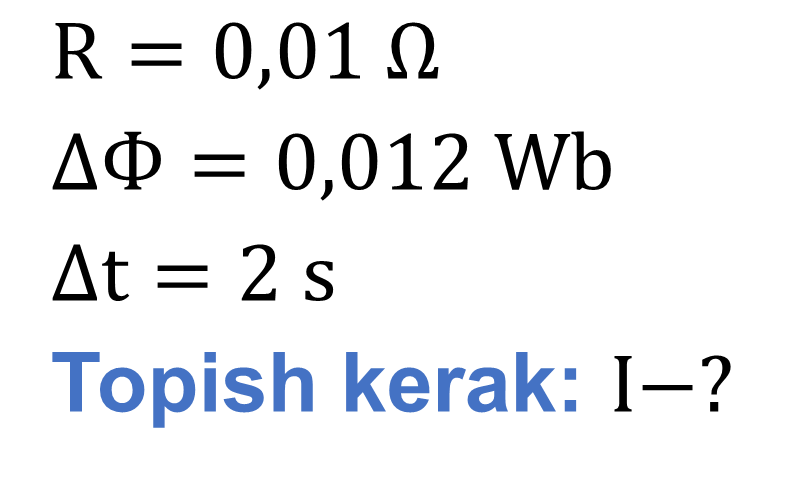 R = 0,01 Ω
ΔΦ = 0,012 Wb
Δt = 2 s
Topish kerak: I−?